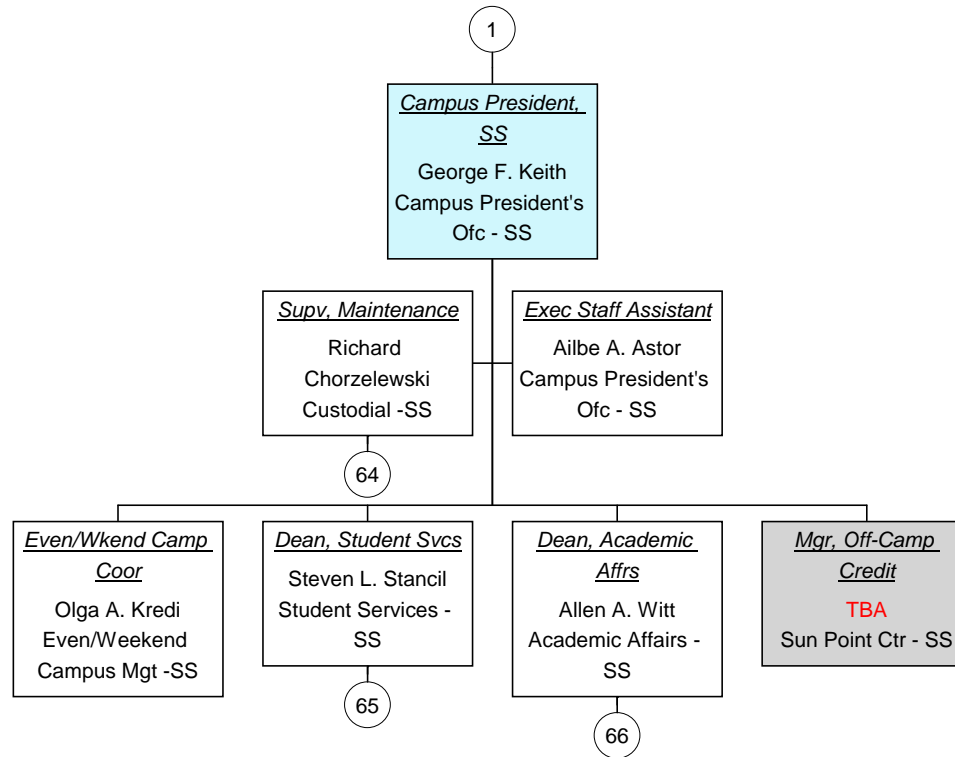 1
Campus President,
SS
George F. Keith
Campus President's
Ofc - SS
Supv, Maintenance
Richard
Chorzelewski
Custodial -SS
Exec Staff Assistant
Ailbe A. Astor
Campus President's
Ofc - SS
64
Even/Wkend Camp
Coor
Olga A. Kredi
Even/Weekend
Campus Mgt -SS
Dean, Student Svcs
Steven L. Stancil
Student Services -
SS
65
Dean, Academic
Affrs
Allen A. Witt
Academic Affairs -
SS
66
Mgr, Off-Camp
Credit
TBA
Sun Point Ctr - SS